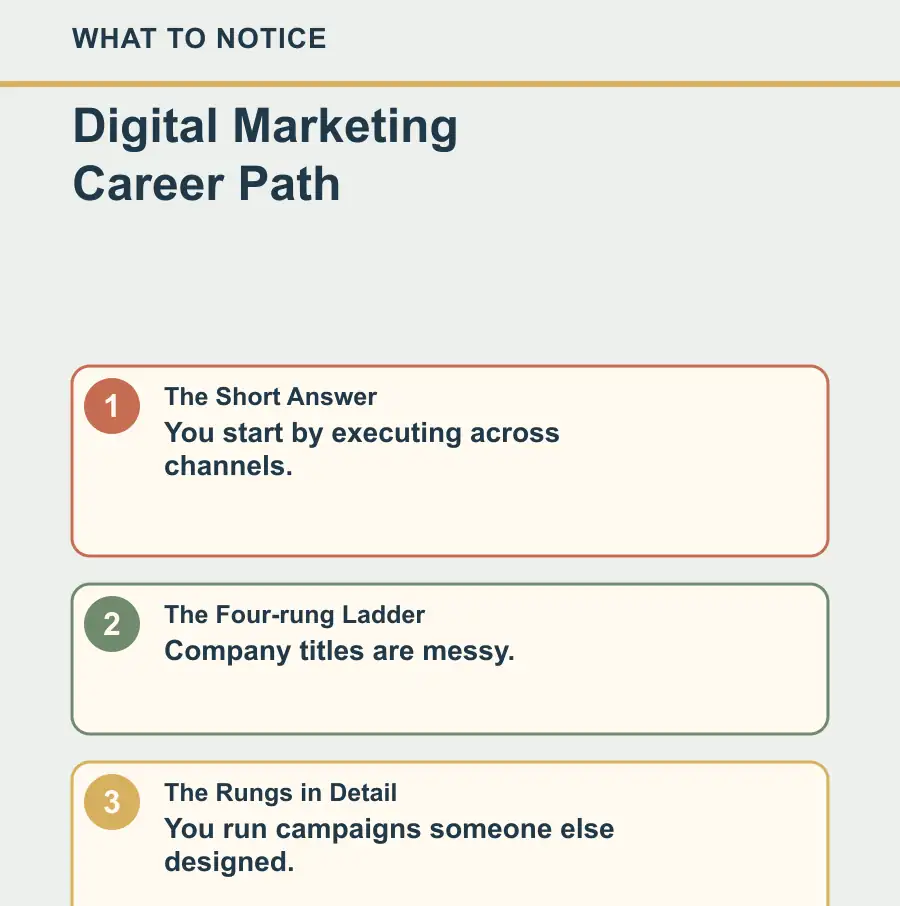 WHAT TO NOTICE
Digital Marketing
Career Path
1
The Short Answer
You start by executing across
channels.
2
The Four-rung Ladder
Company titles are messy.
3
The Rungs in Detail
You run campaigns someone else
designed.